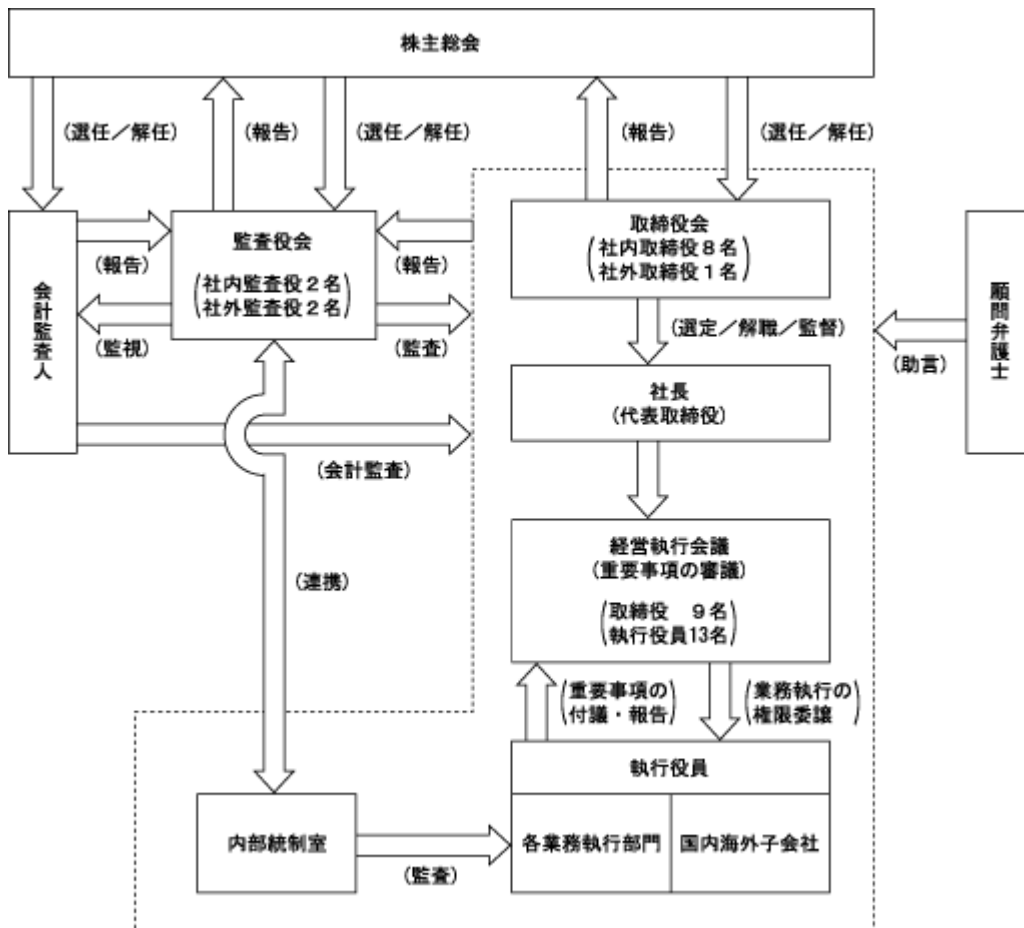 株主総会
(選任／解任)
(報告)
(選任／解任)
(報告)
(選任／解任)
会計監査人
(報告)
監査役会
(社内監査役２名
社外監査役２名)
(報告)
(監視)
(監査)
取締役会
(社内取締役８名
社外取締役１名)
(選定／解職／監督)
顧問弁護士
(助言)
社長
(代表取締役)
(会計監査)
経営執行会議
(重要事項の審議)
(取締役　９名
執行役員13名)
(連携)
(重要事項の
付議・報告)
(業務執行の
権限委譲)
執行役員
内部統制室
(監査)
各業務執行部門
国内海外子会社